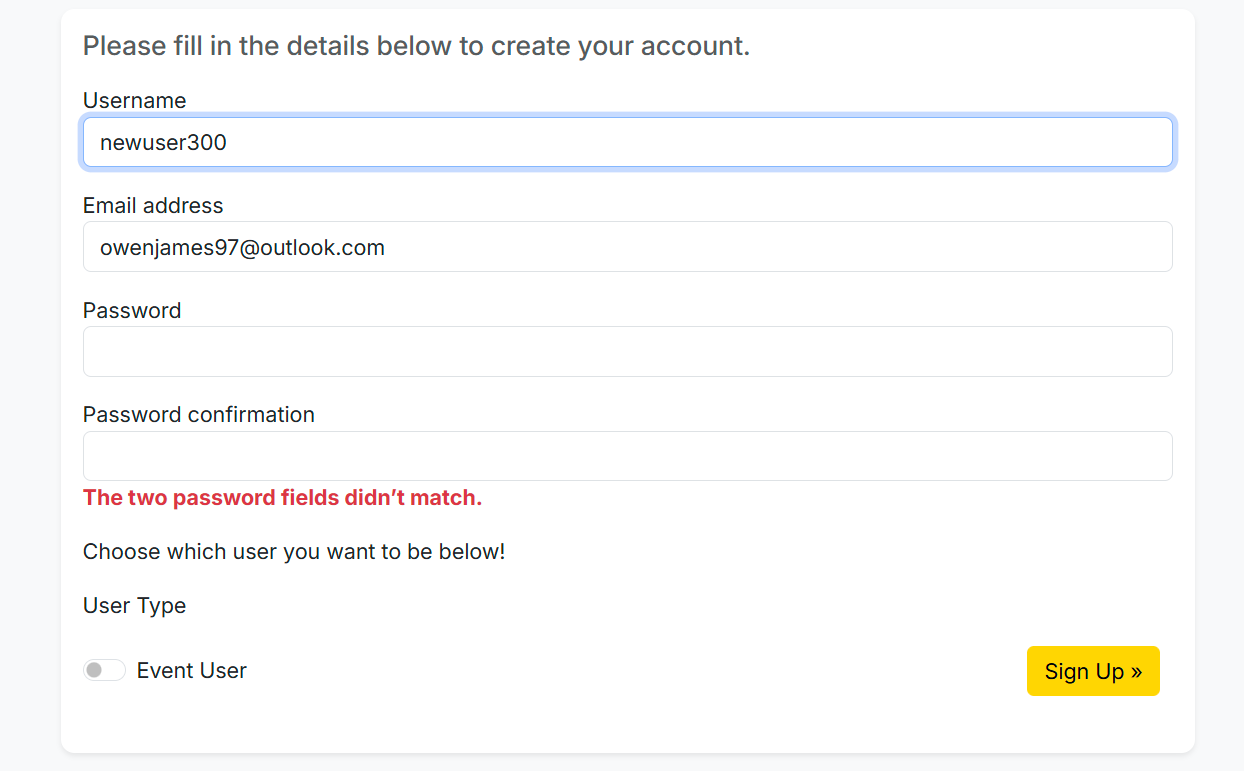 Please fill in the details below to create your account.
Username
newuser300
Email address
owenjames97@outlook.com
Password
Password confirmation
The two password fields didn’t match.
Choose which user you want to be below!
User Type
Event User
Sign Up »